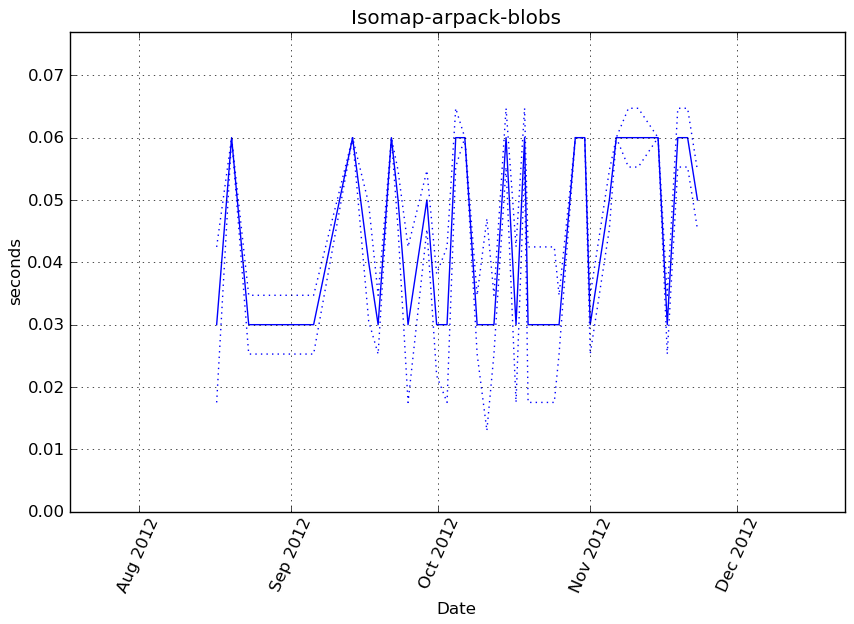 Isomap-arpack-blobs
0.07
0.06
0.05
0.04
0.03
0.02
0.01
0.00
seconds
Aug 2012
Sep 2012
Oct 2012
Nov 2012
Dec 2012
Date